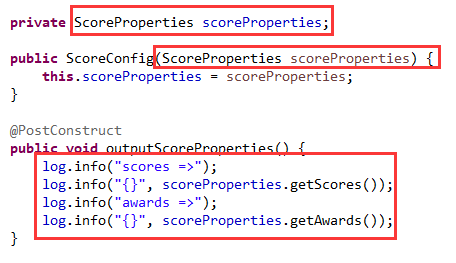 private ScoreProperties scoreProperties;
public ScoreConfig(ScoreProperties scoreProperties) {
this.scoreProperties = scoreProperties;
}
@PostConstruct
public void outputScoreProperties() {
log.info("scores =>");
log.info("{}", scoreProperties.getScores());
log.info("awards =>");
log.info("{}", scoreProperties.getAwards());
}